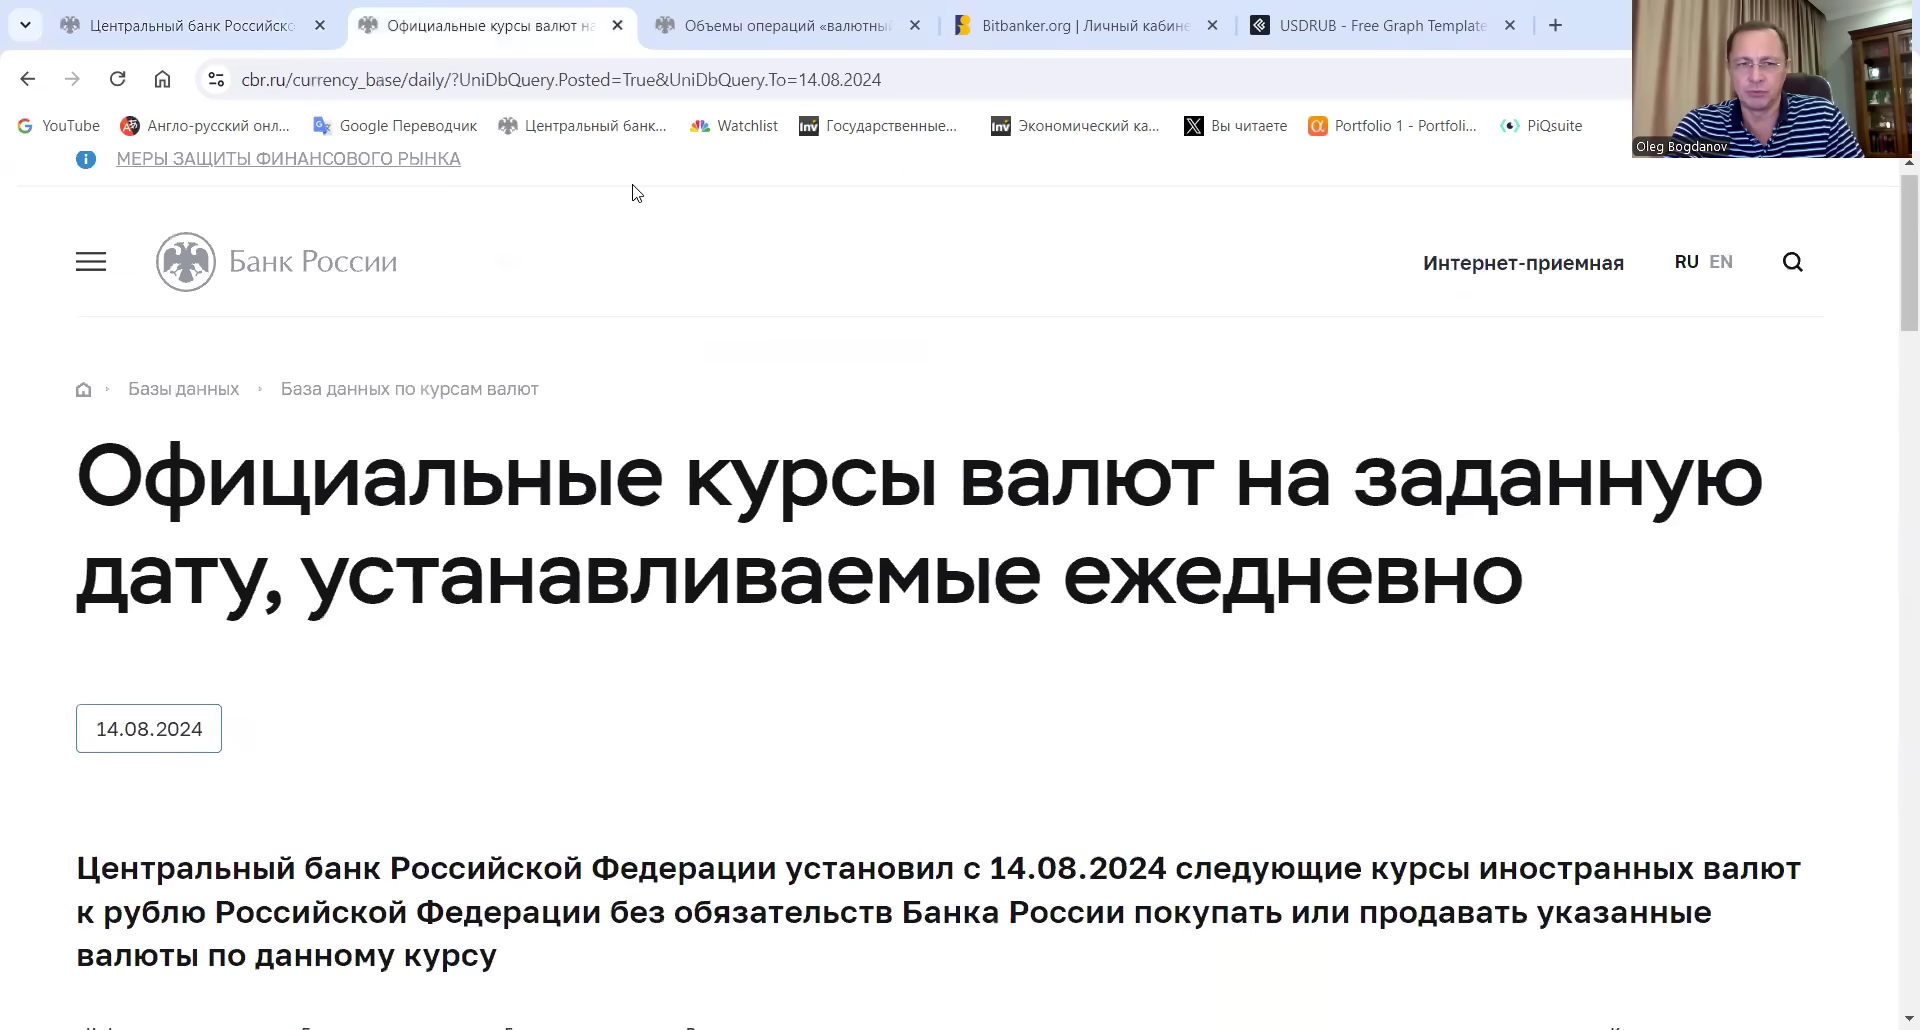 Центральный банк Российско
Официальные курсы валют на
Объемы операций «валютный
Bitbanker.org | Личный кабине
USDRUB - Free Graph Template
cbr.ru/currency_base/daily/?UniDbQuery.Posted=True&UniDbQuery.To=14.08.2024
YouTube
Англо-русский онл...
Google Переводчик
Центральный банк...
Watchlist
Государственные...
Экономический ка...
Вы читаете
Portfolio 1 - Portfoli...
PiQsuite
Oleg Bogdanov
МЕРЫ ЗАЩИТЫ ФИНАНСОВОГО РЫНКА
Банк России
Интернет-приемная
RU EN
Базы данных
База данных по курсам валют
Официальные курсы валют на заданную
дату, устанавливаемые ежедневно
14.08.2024
Центральный банк Российской Федерации установил с 14.08.2024 следующие курсы иностранных валют
к рублю Российской Федерации без обязательств Банка России покупать или продавать указанные
валюты по данному курсу